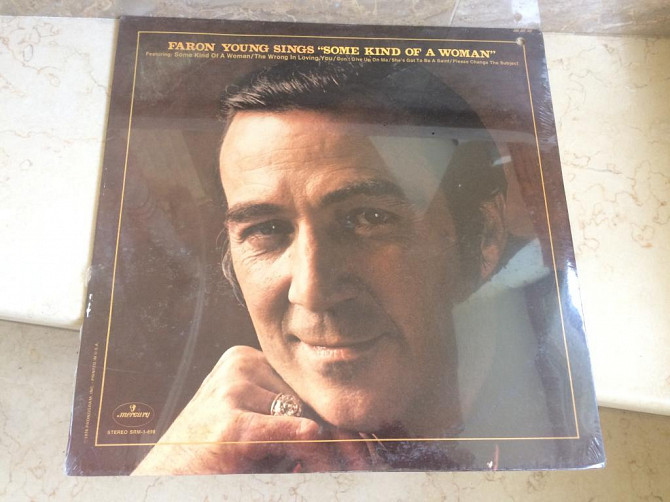 FARON YOUNG SINGS "SOME KIND OF A WOMAN"
Featuring: Some Kind Of A Woman/The Wrong In Loving You/Don't Give Up On Me/She's Got To Be A Saint/Please Change The Subject
mercury
STEREO SRM-1-698